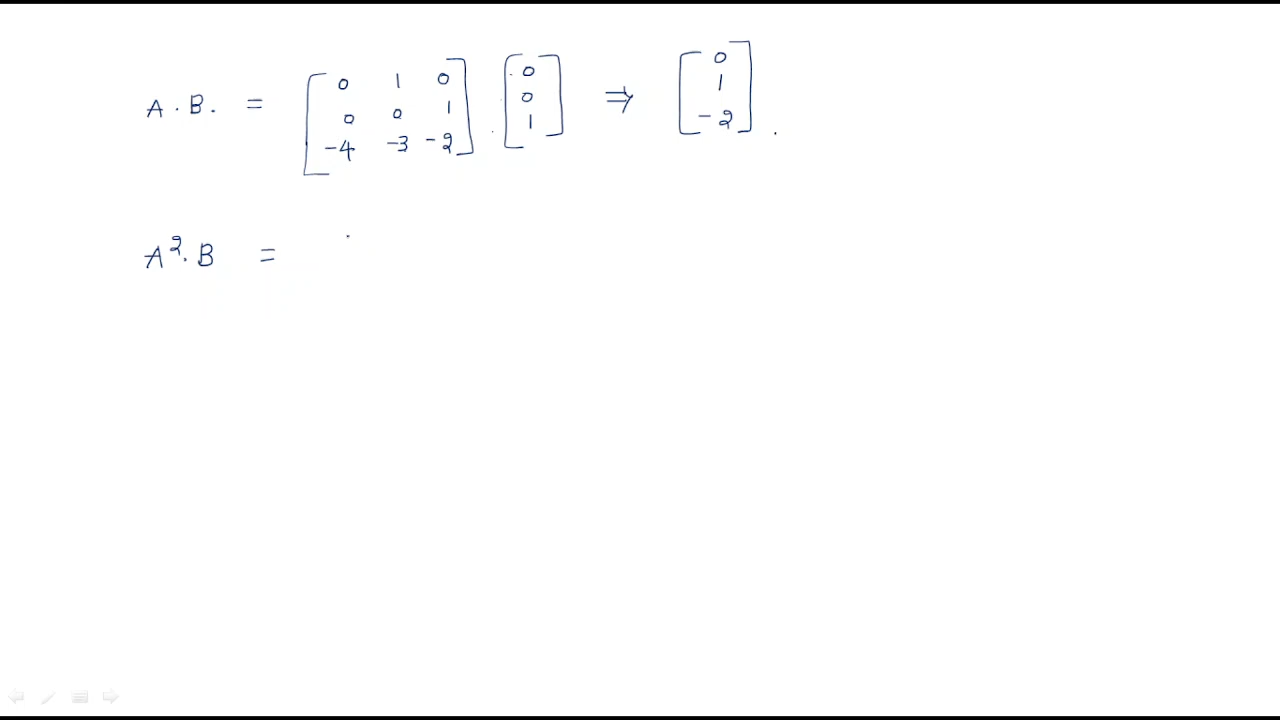 A . B. = [ 0 1 0 ; 0 0 1 ; -4 -3 -2 ] . [ 0 ; 0 ; 1 ] ⇒ [ 0 ; 1 ; -2 ] .
A². B =